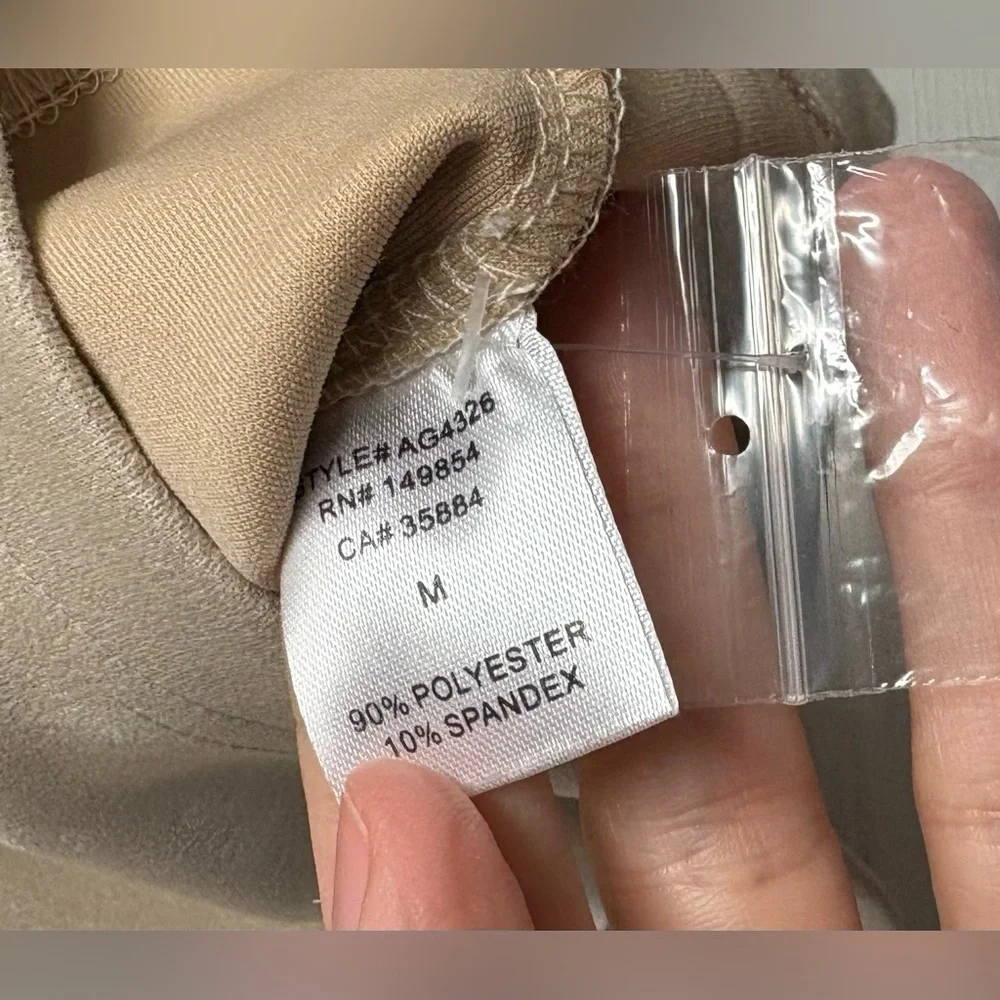 STYLE# AG4326
RN# 149854
CA# 35884
M
90% POLYESTER
10% SPANDEX